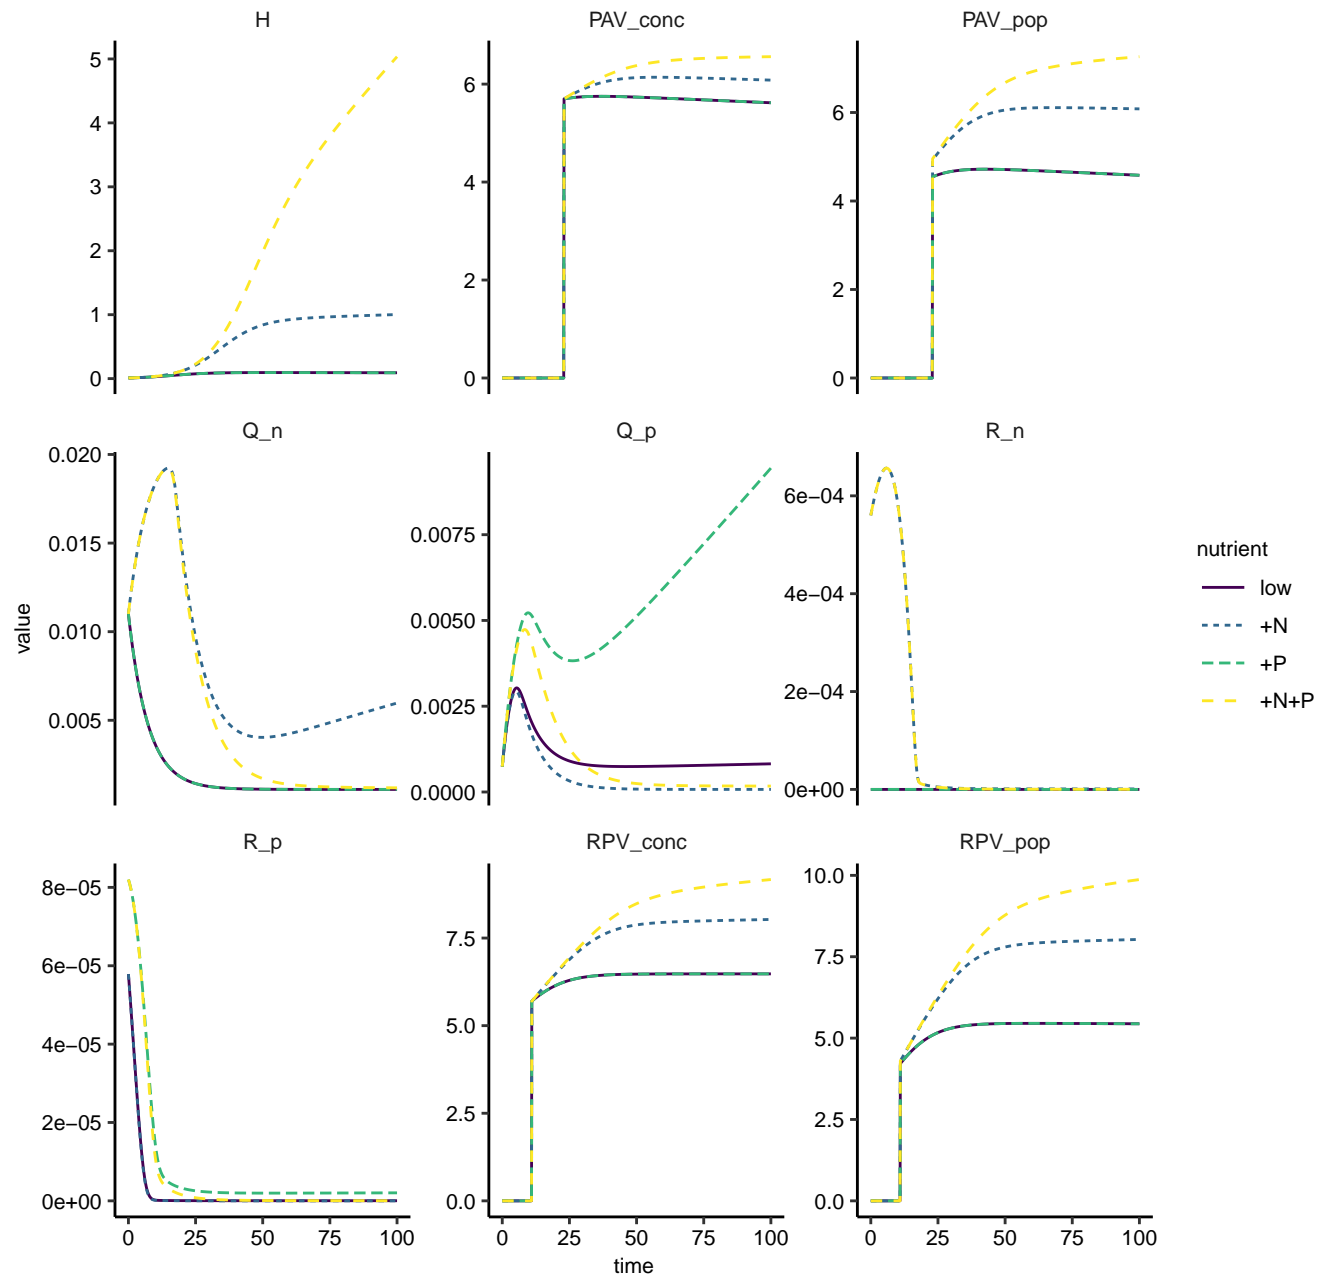 H
PAV_conc
PAV_pop
5
4
3
2
1
0
6
4
2
0
6
4
2
0
Q_n
Q_p
R_n
0.020
0.015
0.010
0.005
0.0075
0.0050
0.0025
0.0000
6e−04
4e−04
2e−04
0e+00
value
nutrient
low
+N
+P
+N+P
R_p
RPV_conc
RPV_pop
8e−05
6e−05
4e−05
2e−05
0e+00
7.5
5.0
2.5
0.0
10.0
7.5
5.0
2.5
0.0
0 25 50 75 100
0 25 50 75 100
0 25 50 75 100
time